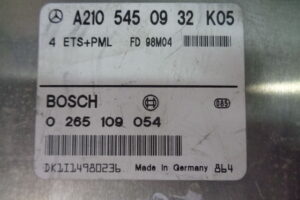 A210 545 09 32 K05
4 ETS+PML FD 98M04
BOSCH
0 265 109 054
DK1I14980236 Made in Germany 864